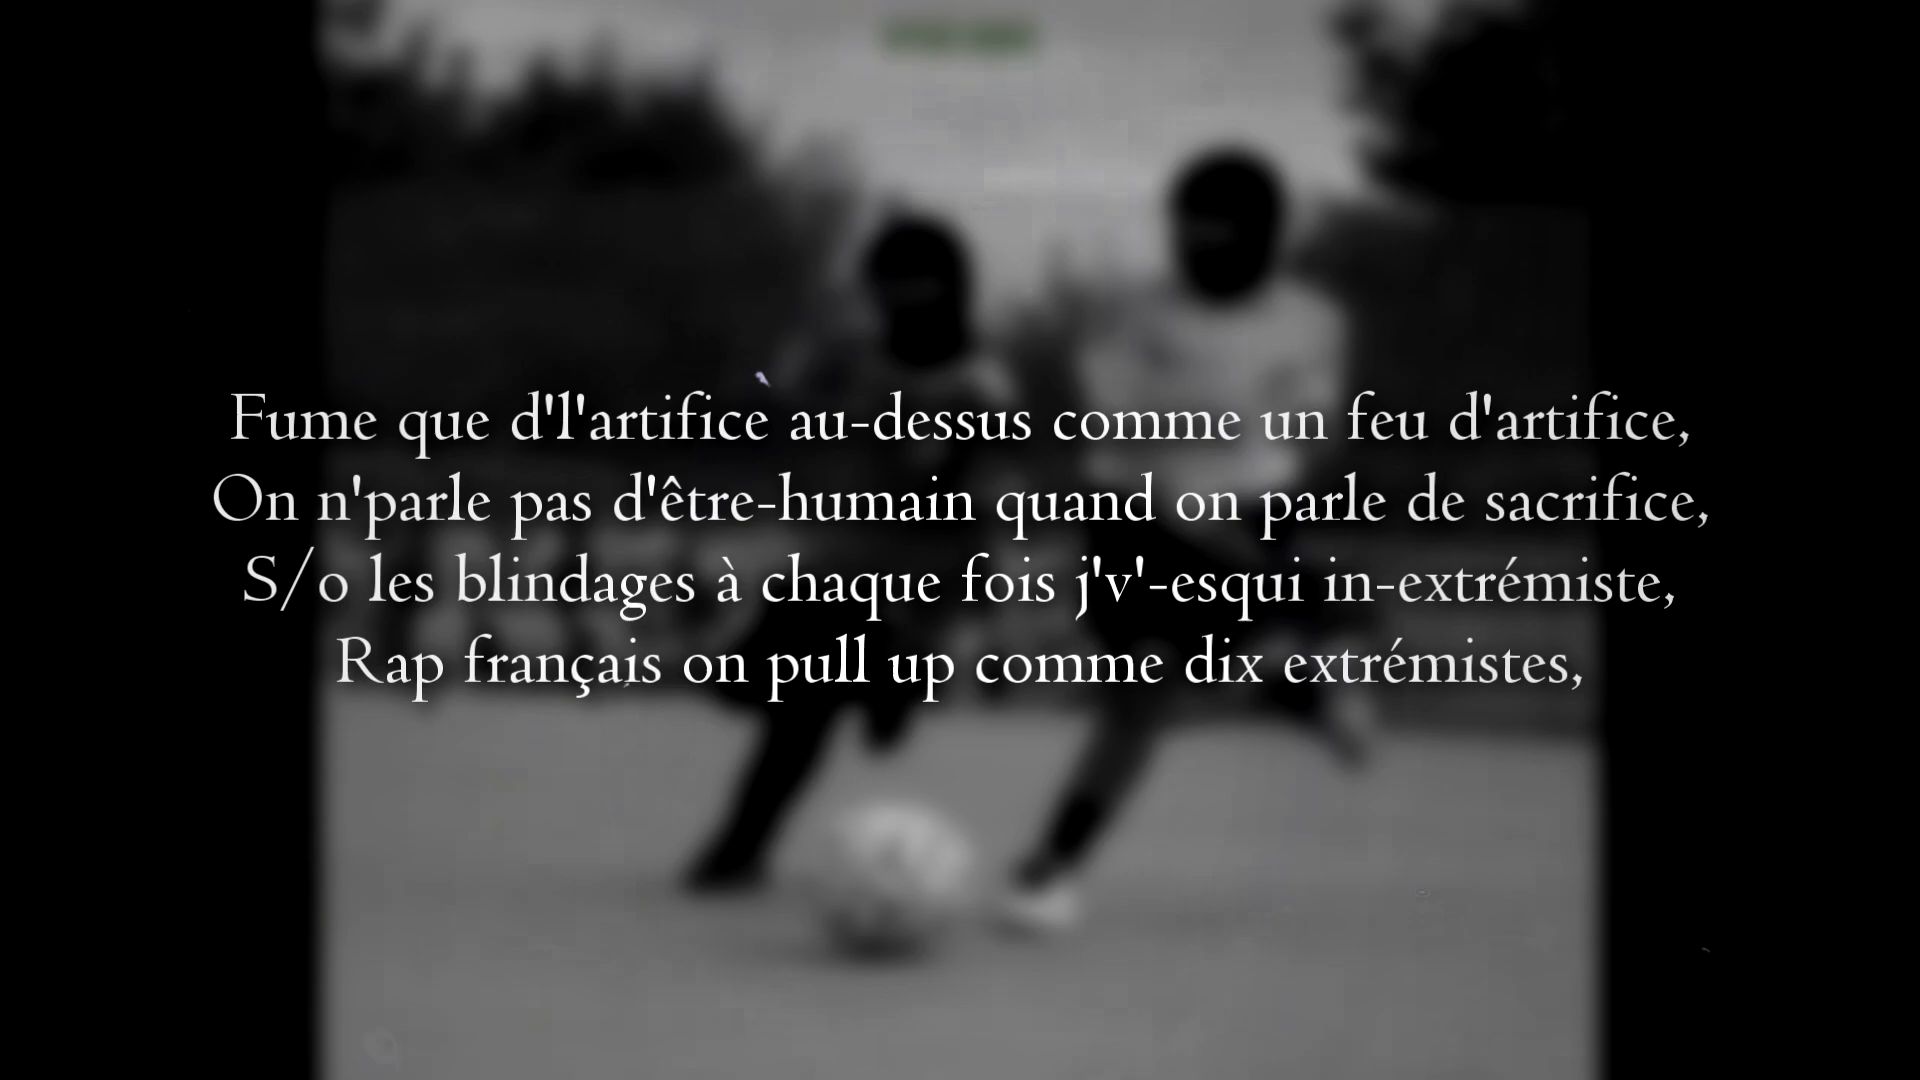 Fume que d'l'artifice au-dessus comme un feu d'artifice,
On n'parle pas d'être-humain quand on parle de sacrifice,
S/o les blindages à chaque fois j'v'-esqui in-extrémiste,
Rap français on pull up comme dix extrémistes,